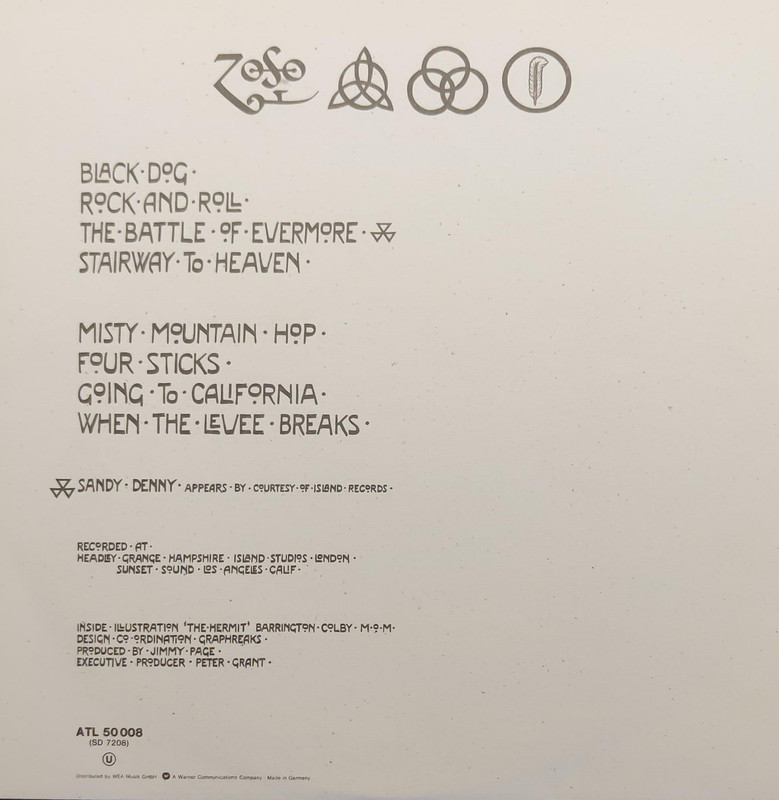 ZoSo
BLACK·DOG·
ROCK·AND·ROLL·
THE·BATTLE·OF·EVERMORE·
STAIRWAY·To·HEAVEN·
MISTY·MOUNTAIN·HOP·
FOUR·STICKS·
GOING·To·CALIFORNIA·
WHEN·THE·LEVEE·BREAKS·
SANDY·DENNY·APPEARS·BY·COURTESY·OF·ISLAND·RECORDS·
RECORDED·AT·
HEADLEY·GRANGE·HAMPSHIRE·ISLAND·STUDIOS·LONDON·
SUNSET·SOUND·LOS·ANGELES·CALIF·
INSIDE·ILLUSTRATION 'THE·HERMIT' BARRINGTON·COLBY·M·O·M·
DESIGN·CO·ORDINATION·GRAPHREAKS·
PRODUCED·BY·JIMMY·PAGE·
EXECUTIVE·PRODUCER·PETER·GRANT·
ATL 50 008
(SD 7208)
U
Distributed by WEA Musik GmbH A Warner Communications Company · Made in Germany